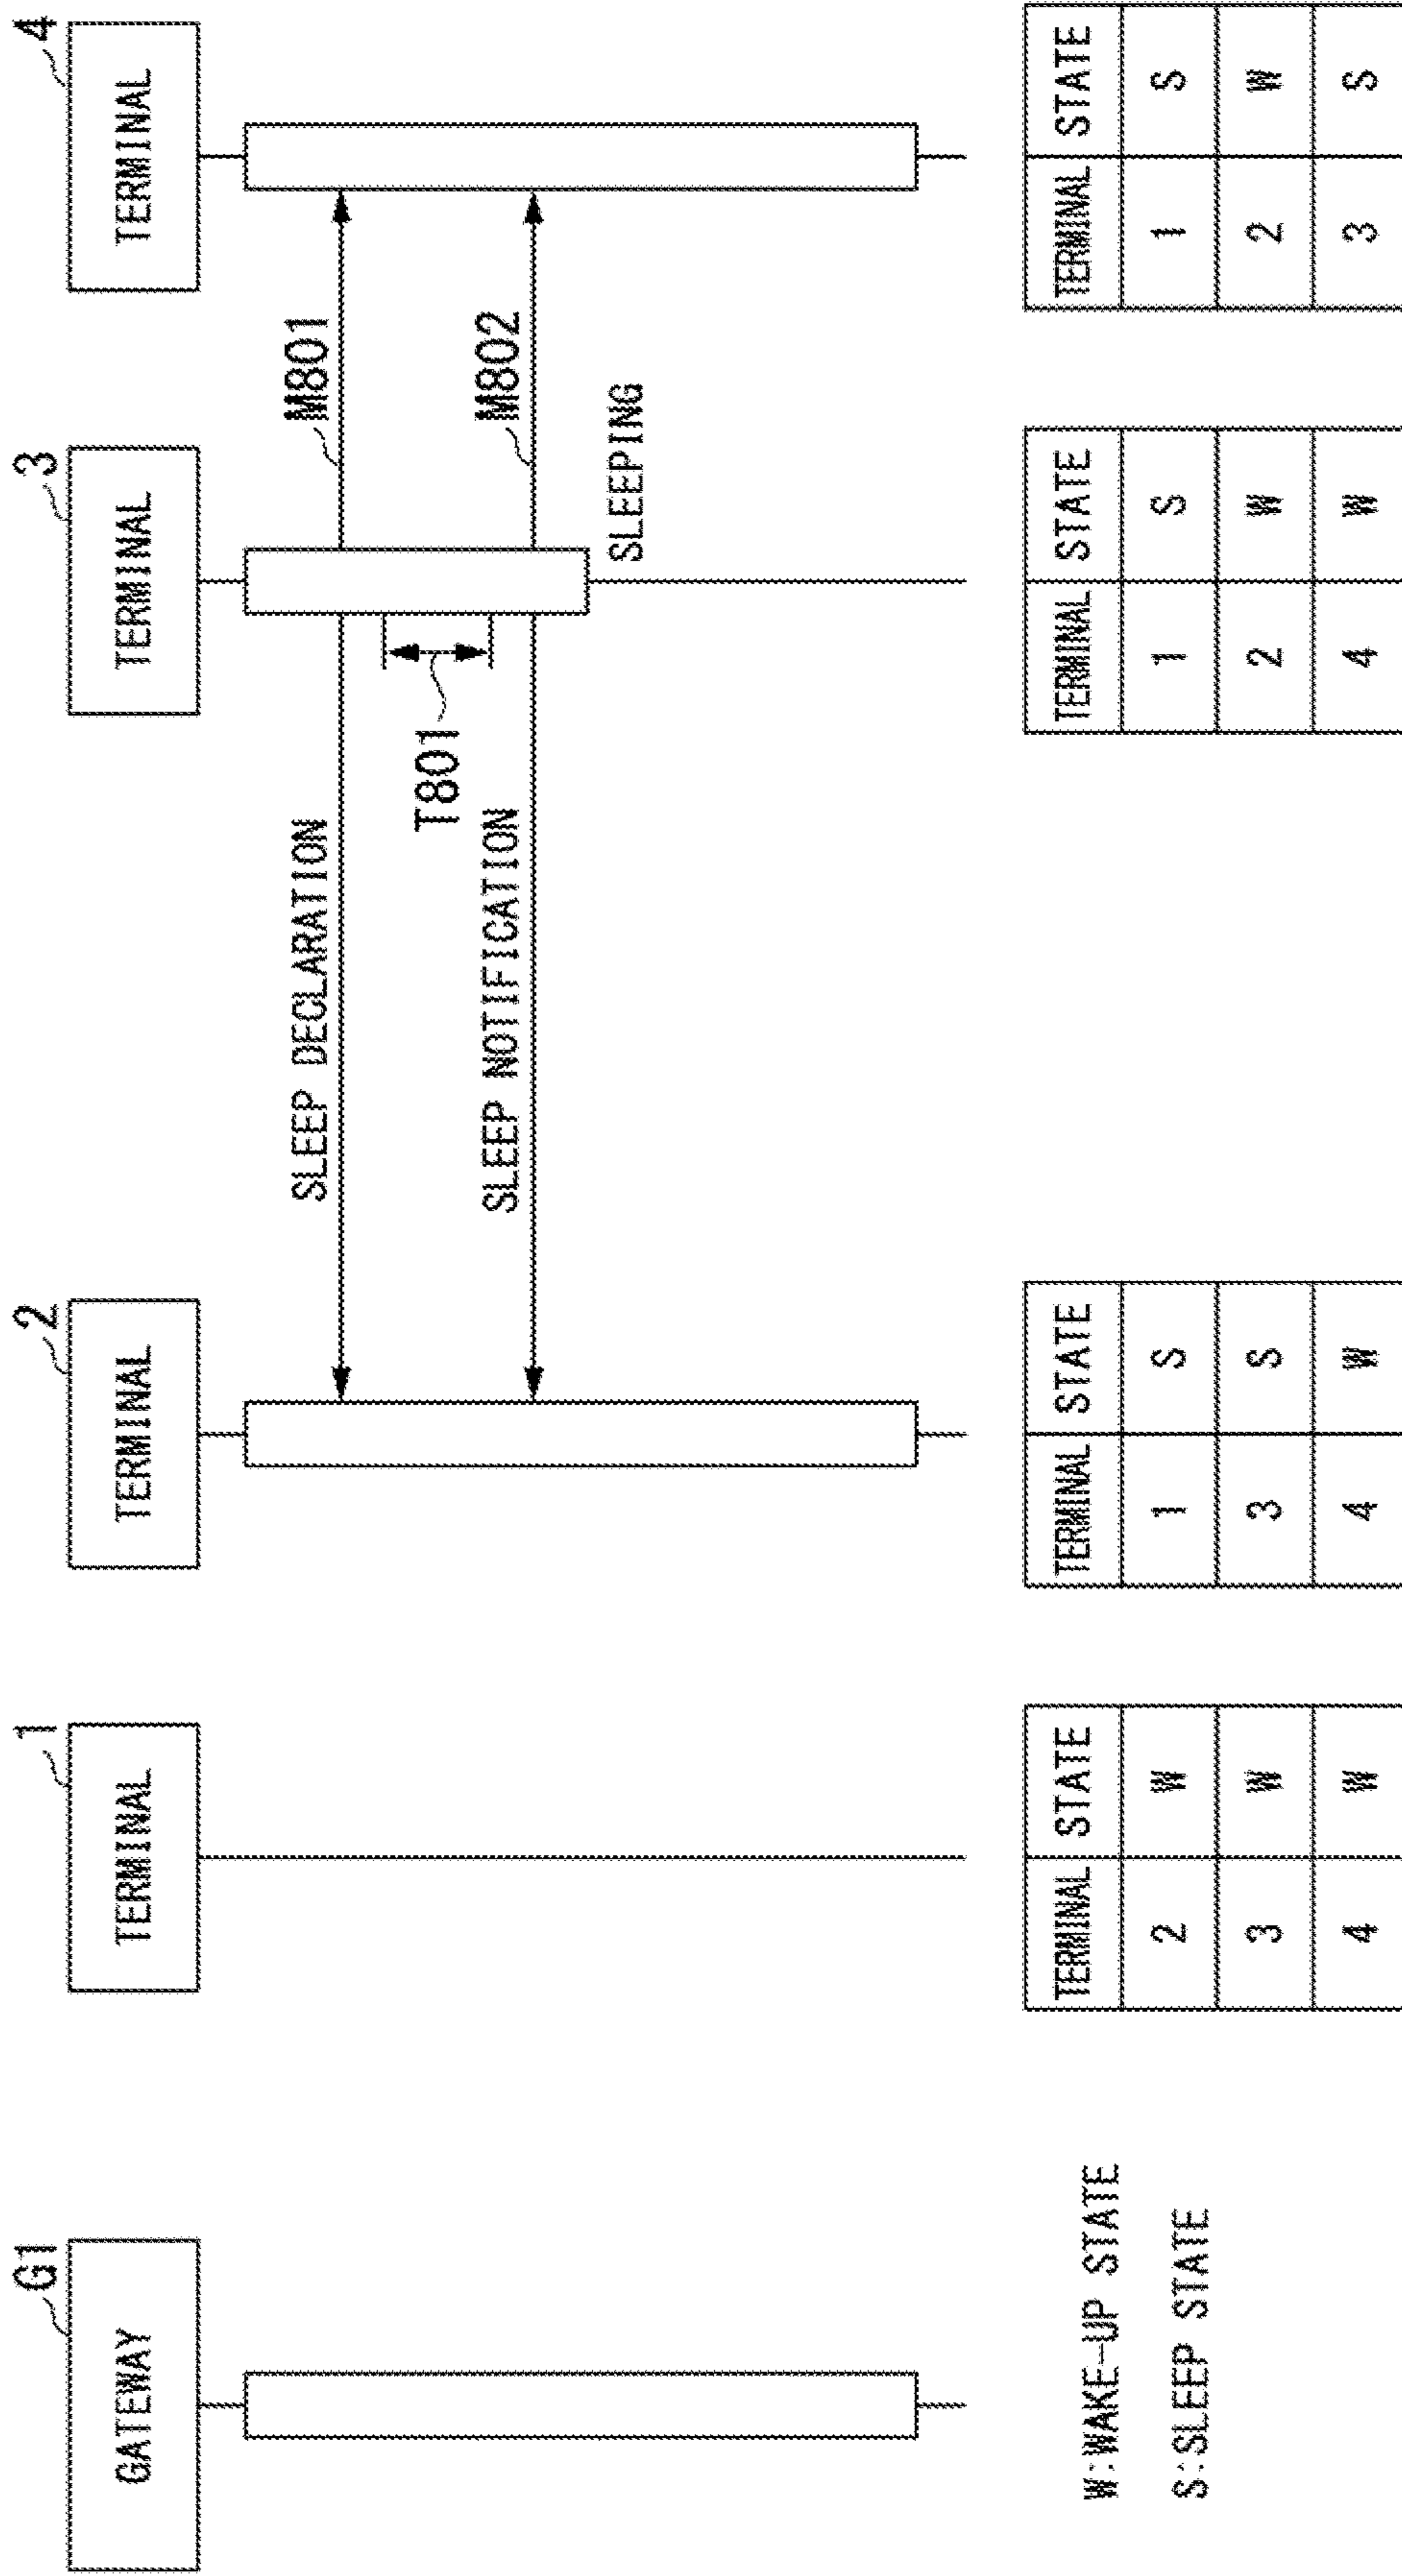 G1
1
2
3
4
GATEWAY
TERMINAL
TERMINAL
TERMINAL
TERMINAL
SLEEP DECLARATION
M801
T801
SLEEP NOTIFICATION
M802
SLEEPING
W:WAKE-UP STATE
S:SLEEP STATE
TERMINAL STATE
2 W
3 W
4 W
TERMINAL STATE
1 S
3 S
4 W
TERMINAL STATE
1 S
2 W
4 W
TERMINAL STATE
1 S
2 W
3 S